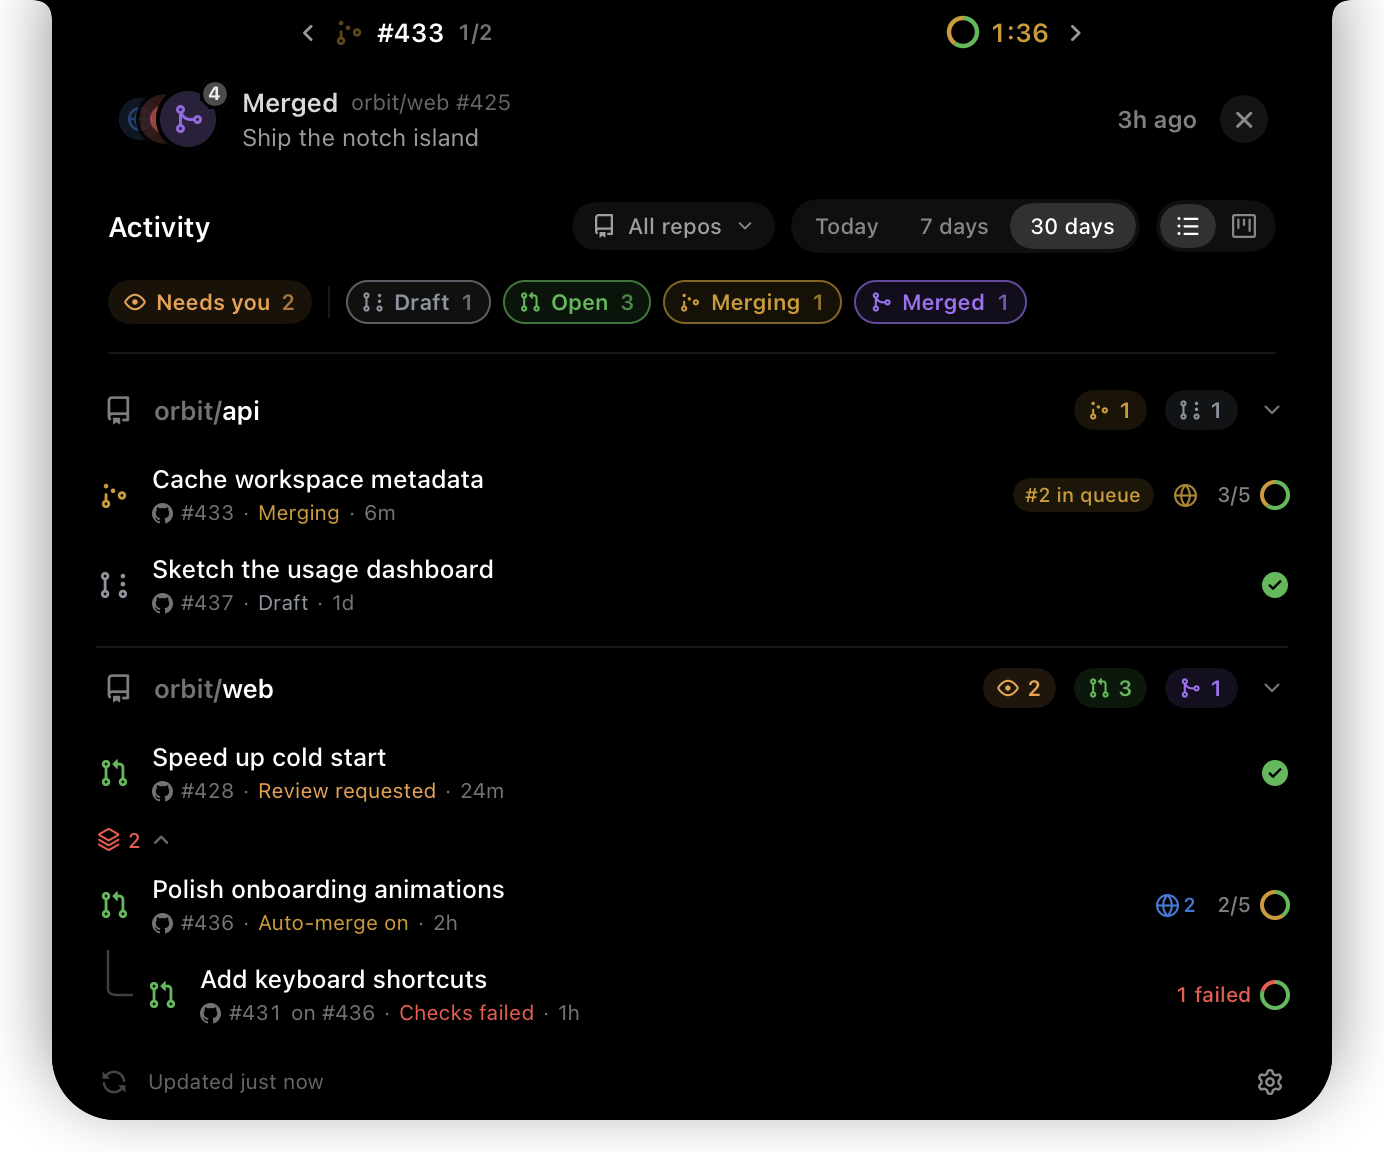 #433 1/2 1:36
4
Merged orbit/web #425
Ship the notch island
3h ago
Activity All repos Today 7 days 30 days
Needs you 2 Draft 1 Open 3 Merging 1 Merged 1
orbit/api 1 1
Cache workspace metadata
#433 · Merging · 6m
#2 in queue 3/5
Sketch the usage dashboard
#437 · Draft · 1d
orbit/web 2 3 1
Speed up cold start
#428 · Review requested · 24m
2
Polish onboarding animations
#436 · Auto-merge on · 2h
2 2/5
Add keyboard shortcuts
#431 on #436 · Checks failed · 1h
1 failed
Updated just now